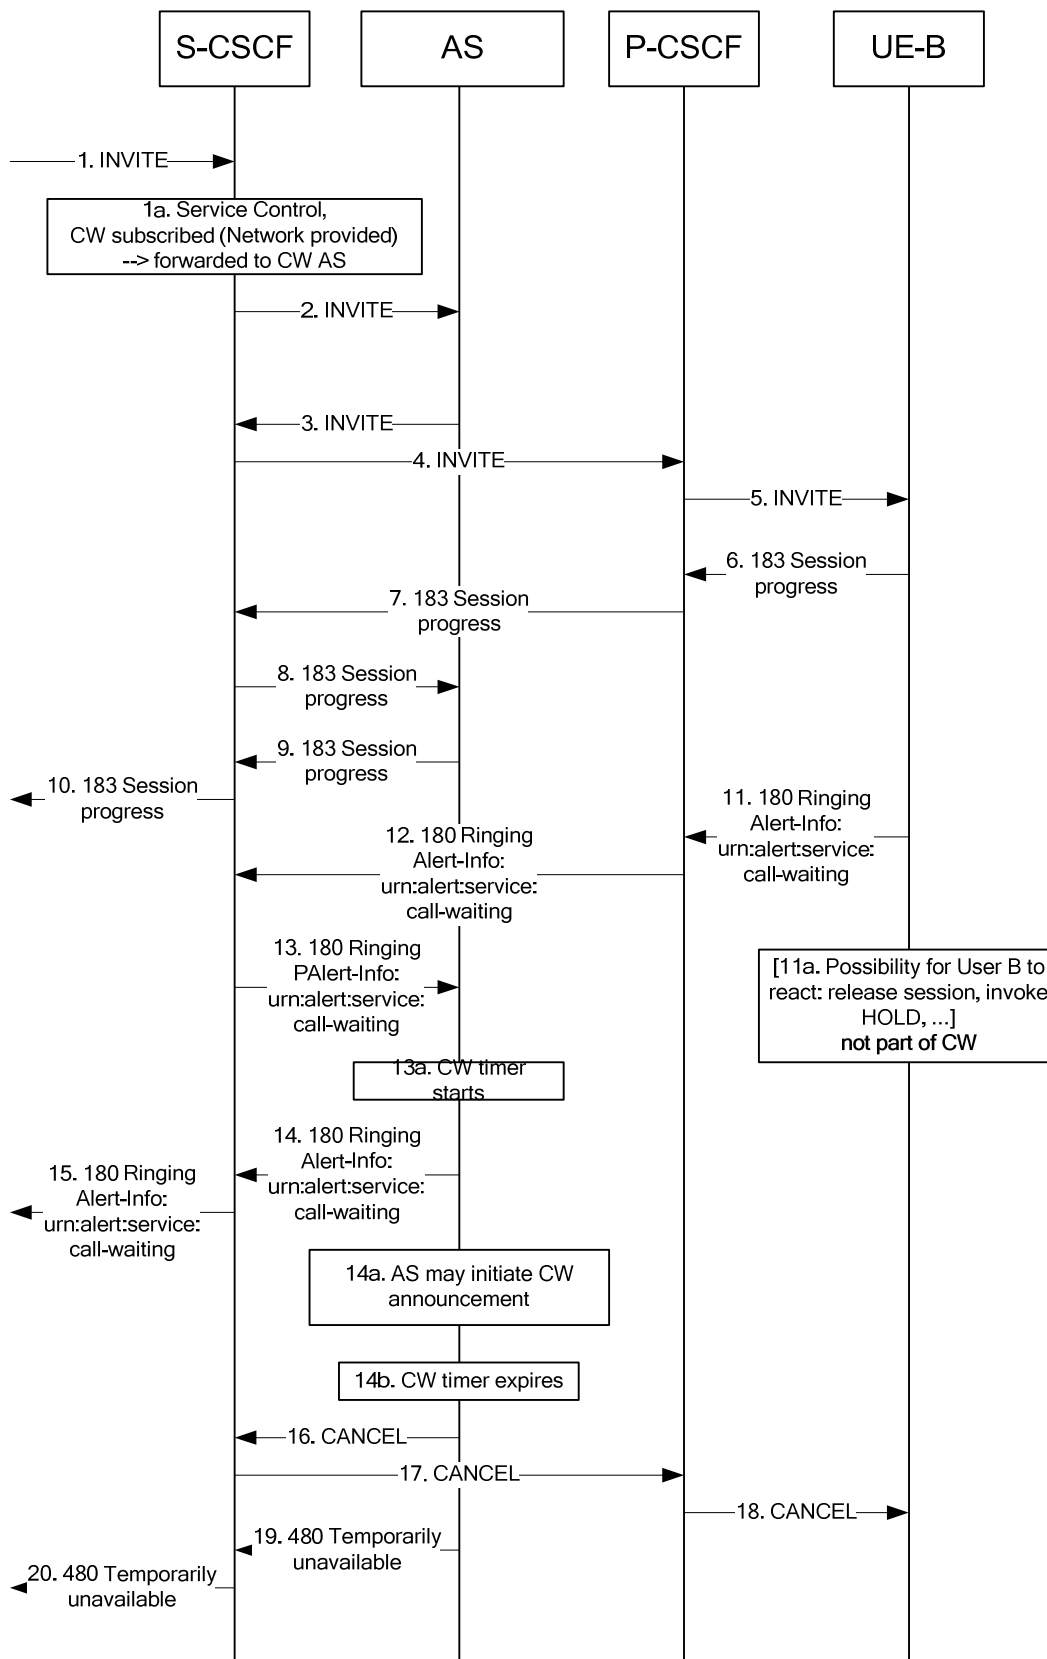 S-CSCF
AS
P-CSCF
UE-B
1. INVITE
1a. Service Control,
CW subscribed (Network provided)
--> forwarded to CW AS
2. INVITE
3. INVITE
4. INVITE
5. INVITE
6. 183 Session
progress
7. 183 Session
progress
8. 183 Session
progress
9. 183 Session
progress
10. 183 Session
progress
11. 180 Ringing
Alert-Info:
urn:alert:service:
call-waiting
12. 180 Ringing
Alert-Info:
urn:alert:service:
call-waiting
13. 180 Ringing
PAlert-Info:
urn:alert:service:
call-waiting
[11a. Possibility for User B to
react: release session, invoke
HOLD, ...]
not part of CW
13a. CW timer
starts
14. 180 Ringing
Alert-Info:
urn:alert:service:
call-waiting
15. 180 Ringing
Alert-Info:
urn:alert:service:
call-waiting
14a. AS may initiate CW
announcement
14b. CW timer expires
16. CANCEL
17. CANCEL
18. CANCEL
19. 480 Temporarily
unavailable
20. 480 Temporarily
unavailable